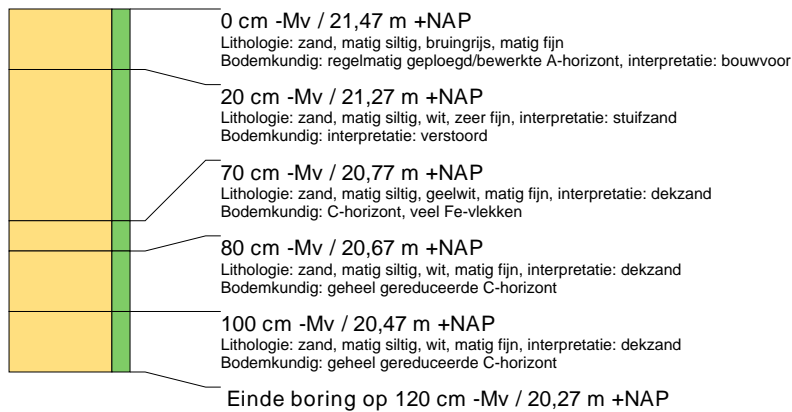 0 cm -Mv / 21,47 m +NAP
Lithologie: zand, matig siltig, bruingrijs, matig fijn
Bodemkundig: regelmatig geploegd/bewerkte A-horizont, interpretatie: bouwvoor
20 cm -Mv / 21,27 m +NAP
Lithologie: zand, matig siltig, wit, zeer fijn, interpretatie: stuifzand
Bodemkundig: interpretatie: verstoord
70 cm -Mv / 20,77 m +NAP
Lithologie: zand, matig siltig, geelwit, matig fijn, interpretatie: dekzand
Bodemkundig: C-horizont, veel Fe-vlekken
80 cm -Mv / 20,67 m +NAP
Lithologie: zand, matig siltig, wit, matig fijn, interpretatie: dekzand
Bodemkundig: geheel gereduceerde C-horizont
100 cm -Mv / 20,47 m +NAP
Lithologie: zand, matig siltig, wit, matig fijn, interpretatie: dekzand
Bodemkundig: geheel gereduceerde C-horizont
Einde boring op 120 cm -Mv / 20,27 m +NAP